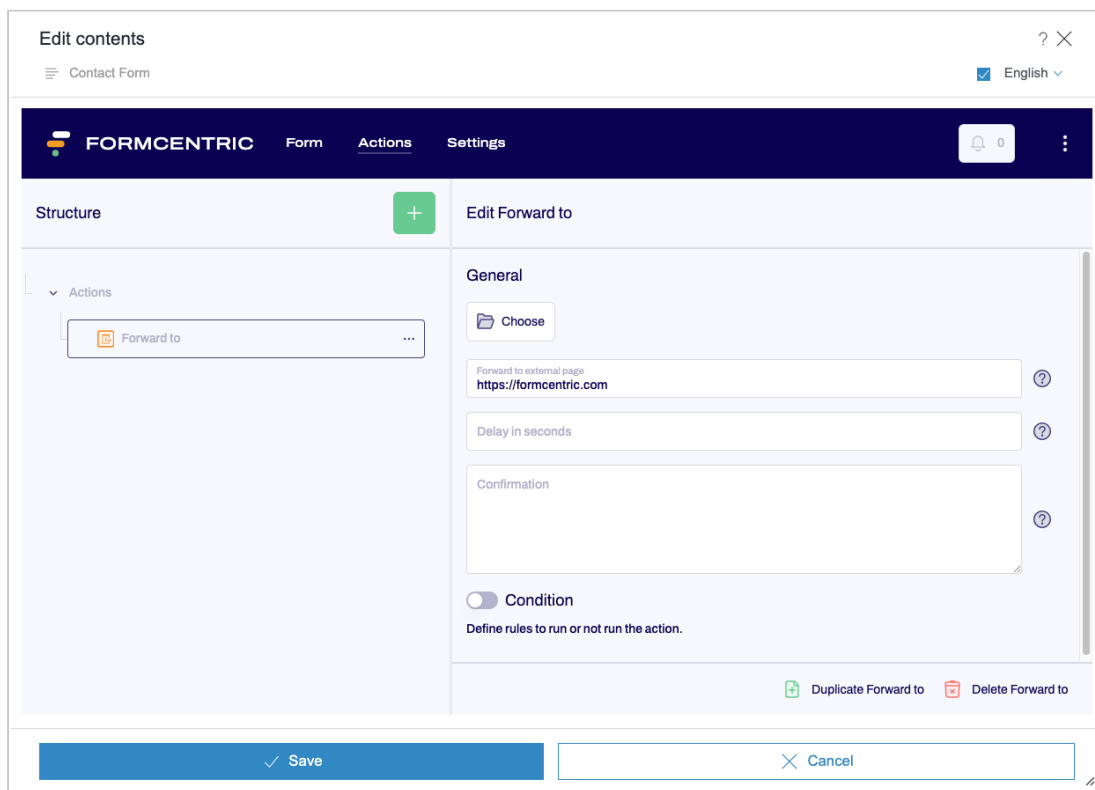 Edit contents
?
Contact Form
English
FORMCENTRIC Form Actions Settings 0
Structure
+
Edit Forward to
Actions
Forward to
...
General
Choose
Forward to external page
https://formcentric.com
?
Delay in seconds
?
Confirmation
?
Condition
Define rules to run or not run the action.
Duplicate Forward to
Delete Forward to
Save
Cancel